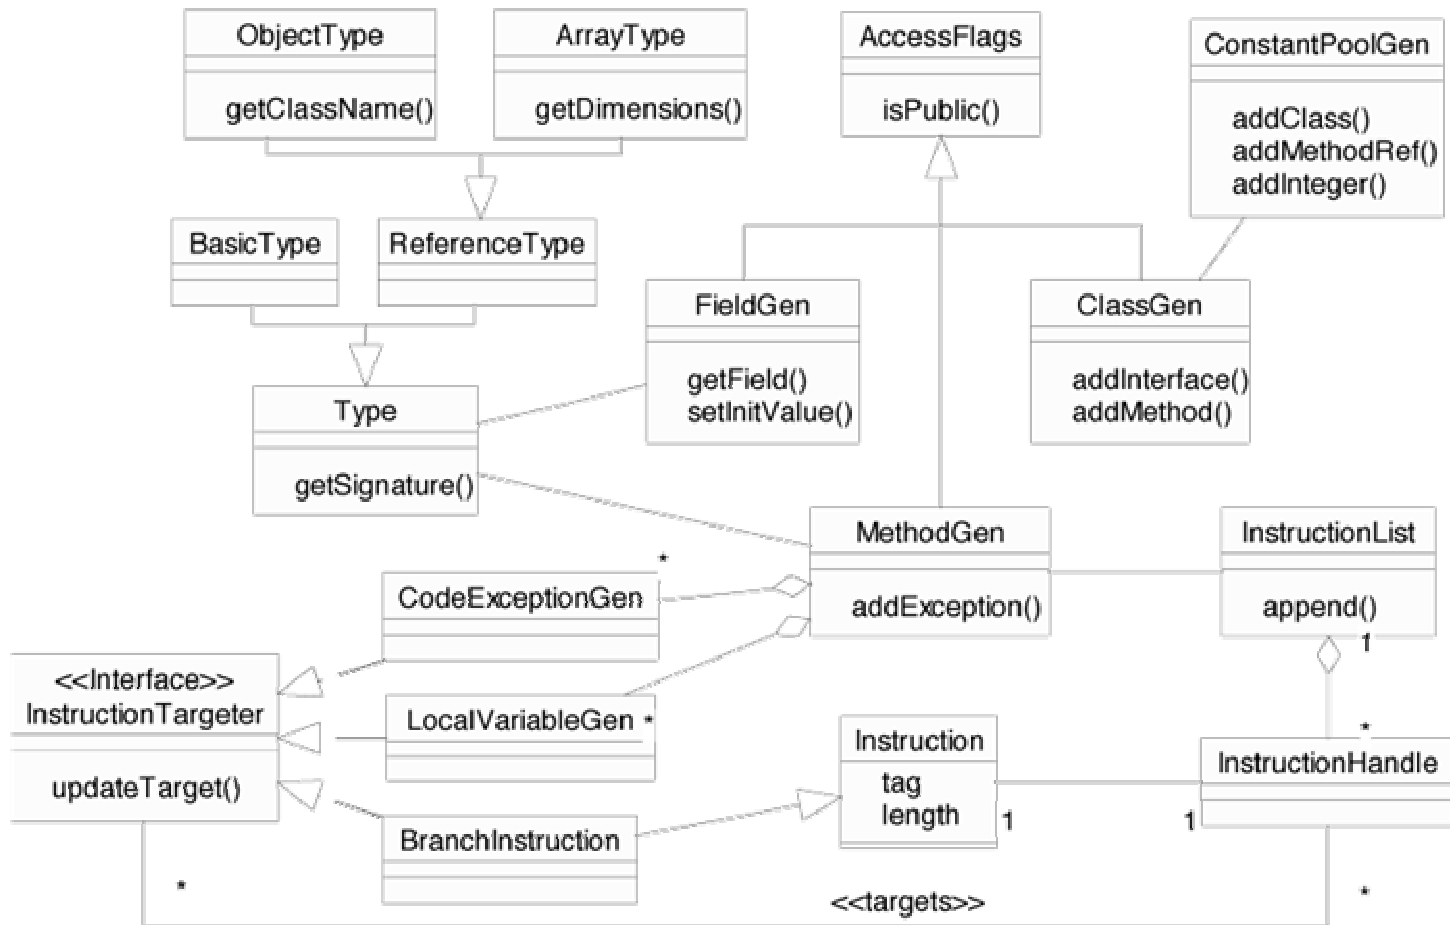 ObjectType
getClassName()
ArrayType
getDimensions()
AccessFlags
isPublic()
ConstantPoolGen
addClass()
addMethodRef()
addInteger()
BasicType
ReferenceType
FieldGen
getField()
setInitValue()
ClassGen
addInterface()
addMethod()
Type
getSignature()
MethodGen
addException()
InstructionList
append()
1
*
CodeExceptionGen
*
<<Interface>>
InstructionTargeter
updateTarget()
LocalVariableGen
*
Instruction
tag
length
1
1
InstructionHandle
BranchInstruction
*
<<targets>>
*